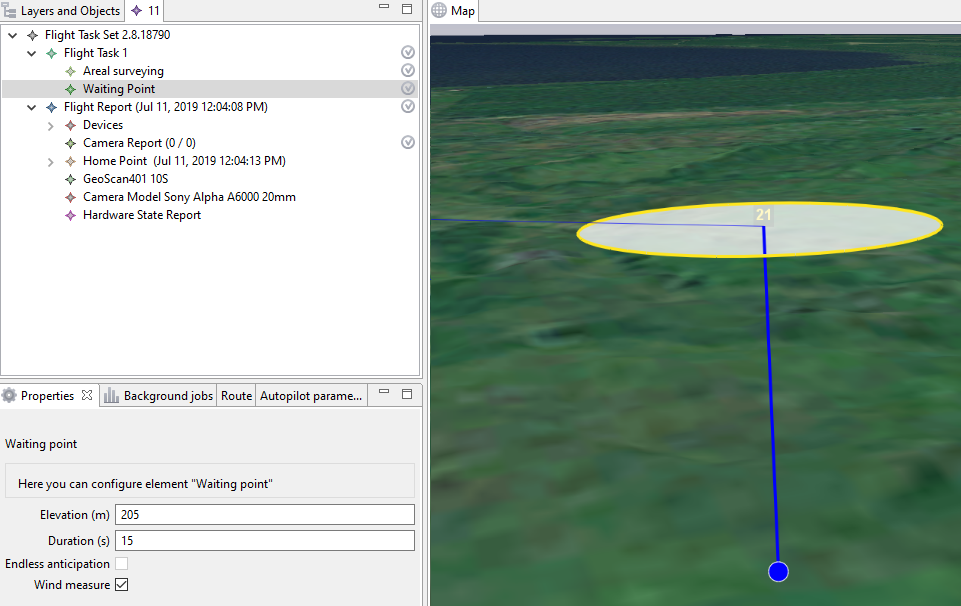 Layers and Objects
11
Map
Flight Task Set 2.8.18790
Flight Task 1
Areal surveying
Waiting Point
Flight Report (Jul 11, 2019 12:04:08 PM)
Devices
Camera Report (0 / 0)
Home Point (Jul 11, 2019 12:04:13 PM)
GeoScan401 10S
Camera Model Sony Alpha A6000 20mm
Hardware State Report
21
Properties
Background jobs
Route
Autopilot parame...
Waiting point
Here you can configure element "Waiting point"
Elevation (m) 205
Duration (s) 15
Endless anticipation
Wind measure